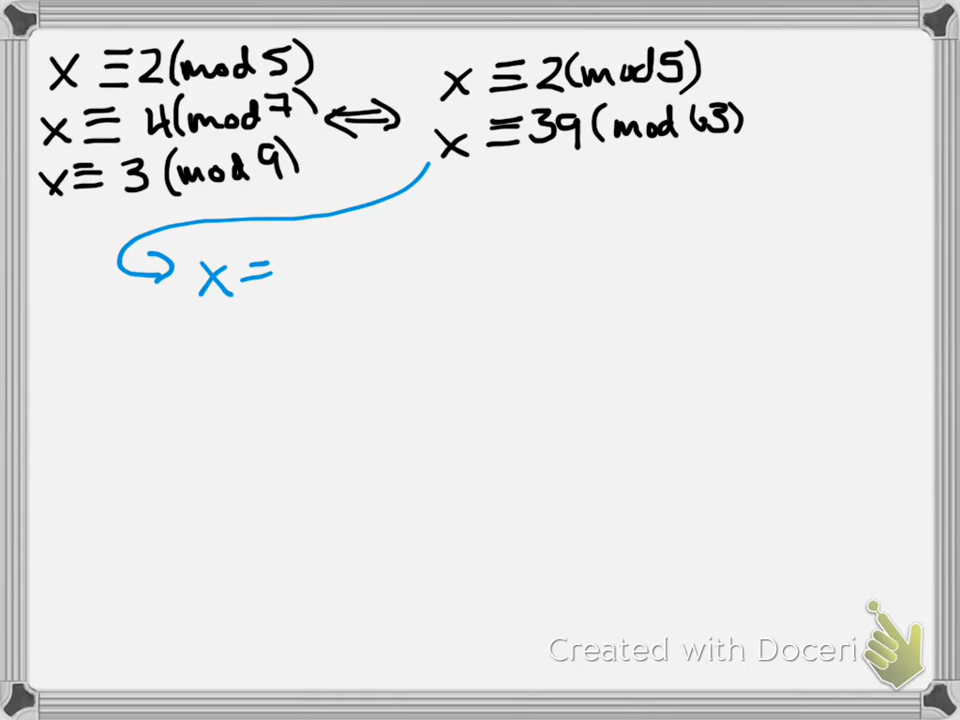 x ≡ 2 (mod 5)
x ≡ 4 (mod 7) ⟺
x ≡ 3 (mod 9)
x ≡ 2 (mod 5)
x ≡ 39 (mod 63)
x =
Created with Doceri